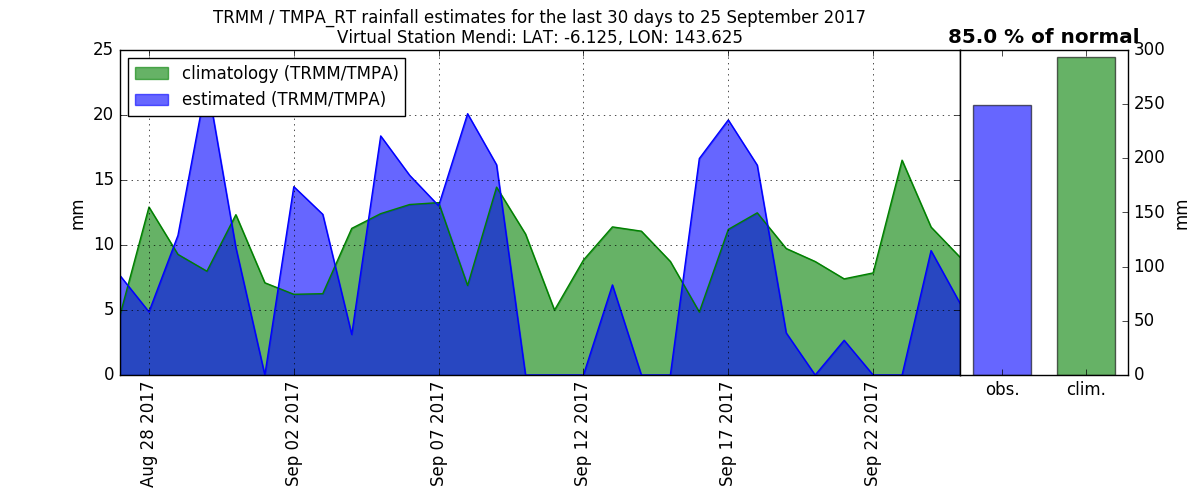 TRMM / TMPA_RT rainfall estimates for the last 30 days to 25 September 2017
Virtual Station Mendi: LAT: -6.125, LON: 143.625
85.0 % of normal
climatology (TRMM/TMPA)
estimated (TRMM/TMPA)
25
20
15
10
5
0
mm
Aug 28 2017
Sep 02 2017
Sep 07 2017
Sep 12 2017
Sep 17 2017
Sep 22 2017
300
250
200
150
100
50
0
mm
obs.
clim.